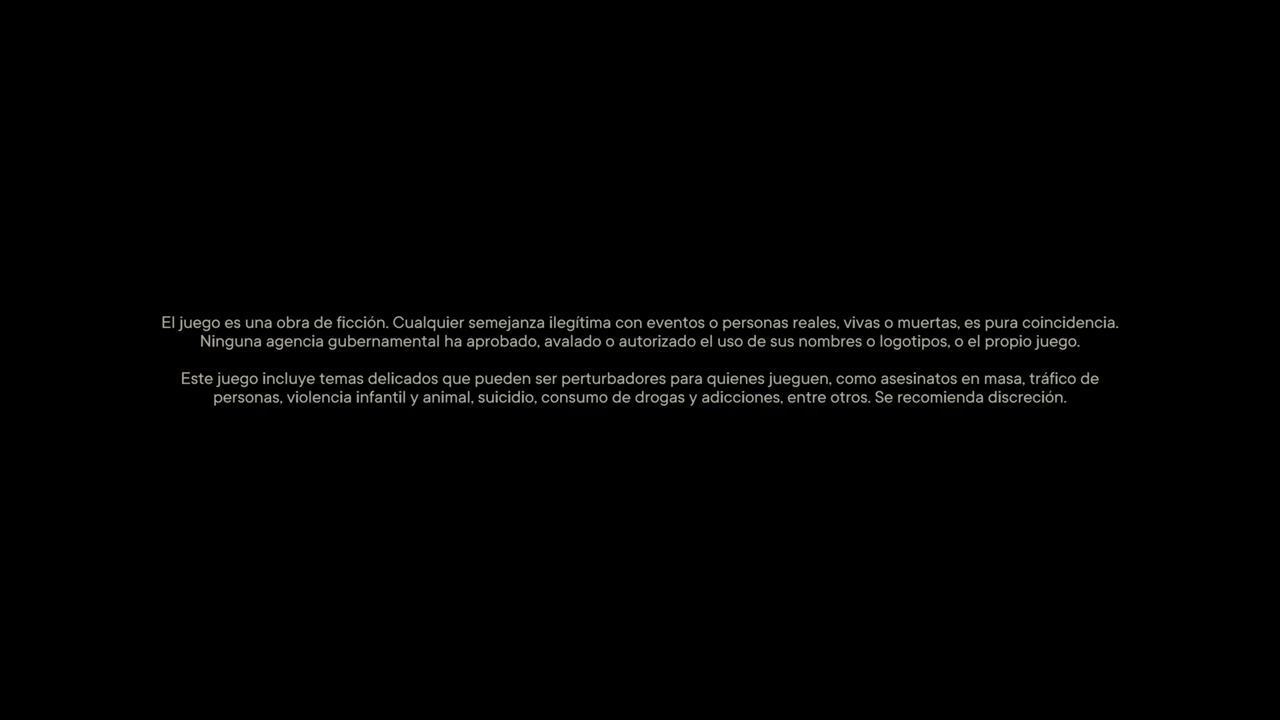 El juego es una obra de ficción. Cualquier semejanza ilegítima con eventos o personas reales, vivas o muertas, es pura coincidencia.
Ninguna agencia gubernamental ha aprobado, avalado o autorizado el uso de sus nombres o logotipos, o el propio juego.
Este juego incluye temas delicados que pueden ser perturbadores para quienes jueguen, como asesinatos en masa, tráfico de
personas, violencia infantil y animal, suicidio, consumo de drogas y adicciones, entre otros. Se recomienda discreción.